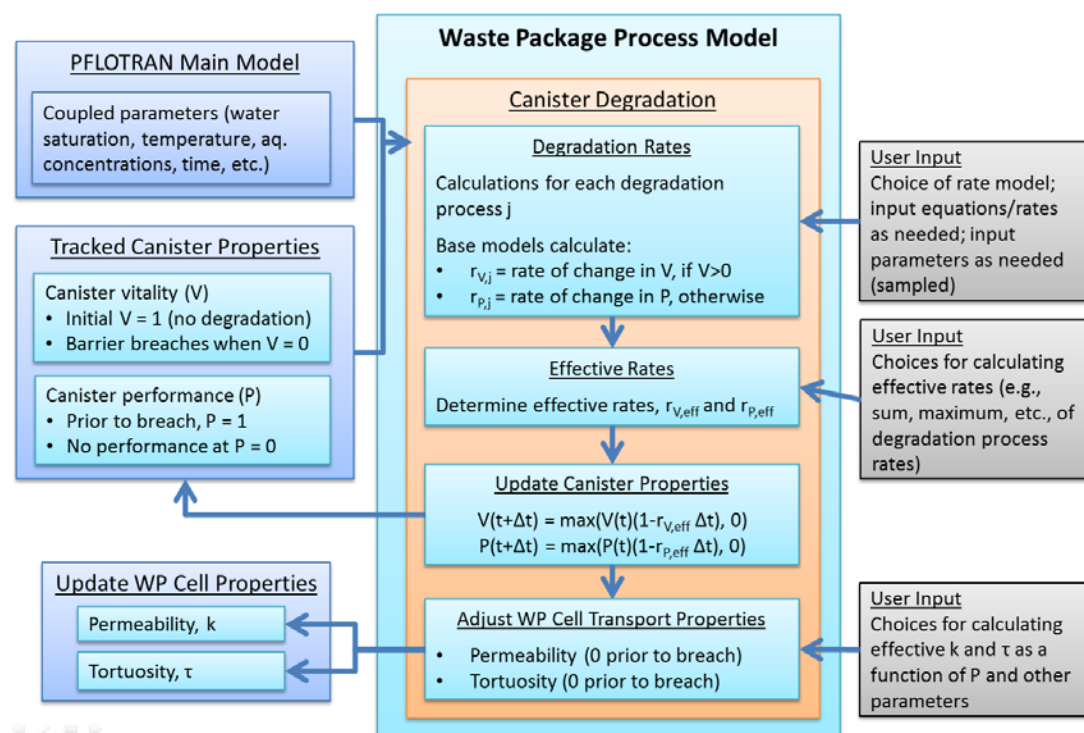 Waste Package Process Model
PFLOTRAN Main Model
Coupled parameters (water
saturation, temperature, aq.
concentrations, time, etc.)
Tracked Canister Properties
Canister vitality (V)
• Initial V = 1 (no degradation)
• Barrier breaches when V = 0
Canister performance (P)
• Prior to breach, P = 1
• No performance at P = 0
Update WP Cell Properties
Permeability, k
Tortuosity, τ
Canister Degradation
Degradation Rates
Calculations for each degradation
process j
Base models calculate:
• rV,j = rate of change in V, if V>0
• rP,j = rate of change in P, otherwise
Effective Rates
Determine effective rates, rV,eff and rP,eff
Update Canister Properties
V(t+Δt) = max(V(t)(1-rV,eff Δt), 0)
P(t+Δt) = max(P(t)(1-rP,eff Δt), 0)
Adjust WP Cell Transport Properties
• Permeability (0 prior to breach)
• Tortuosity (0 prior to breach)
User Input
Choice of rate model;
input equations/rates
as needed; input
parameters as needed
(sampled)
User Input
Choices for calculating
effective rates (e.g.,
sum, maximum, etc., of
degradation process
rates)
User Input
Choices for calculating
effective k and τ as a
function of P and other
parameters